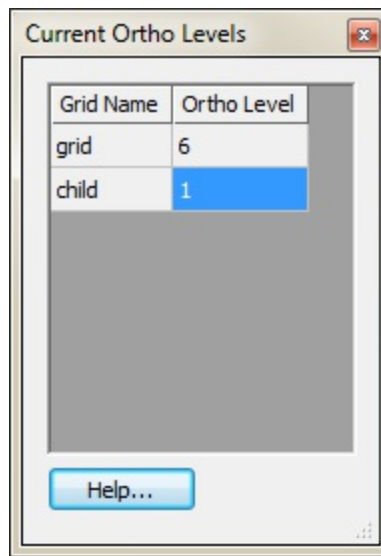 Current Ortho Levels
Grid Name Ortho Level
grid 6
child 1
Help...